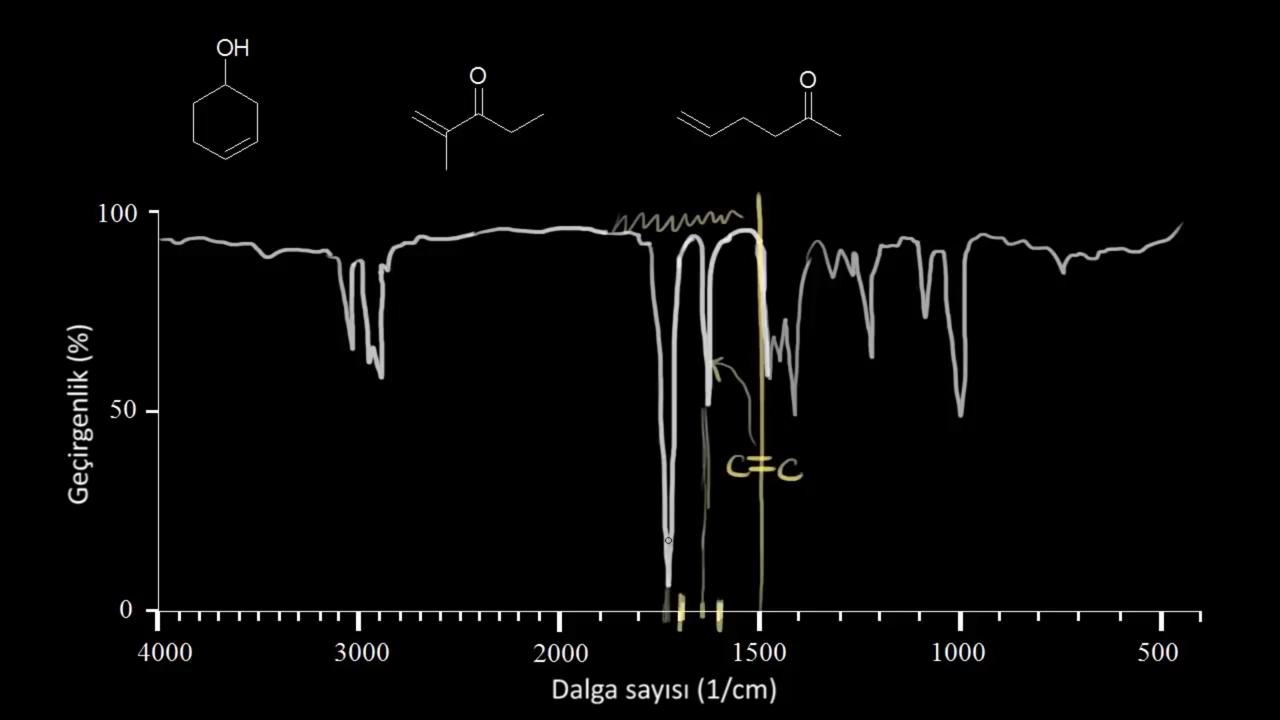 OH
O
O
100
50
0
Geçirgenlik (%)
C=C
4000 3000 2000 1500 1000 500
Dalga sayısı (1/cm)